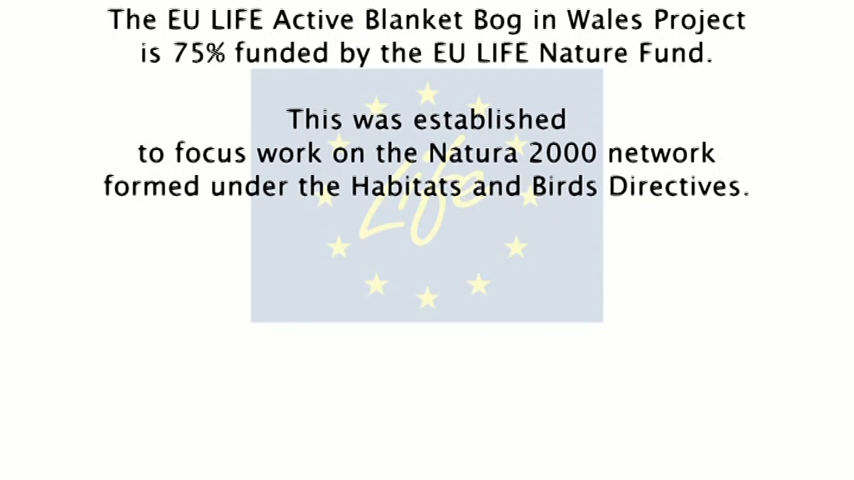 The EU LIFE Active Blanket Bog in Wales Project
is 75% funded by the EU LIFE Nature Fund.
This was established
to focus work on the Natura 2000 network
formed under the Habitats and Birds Directives.
Life